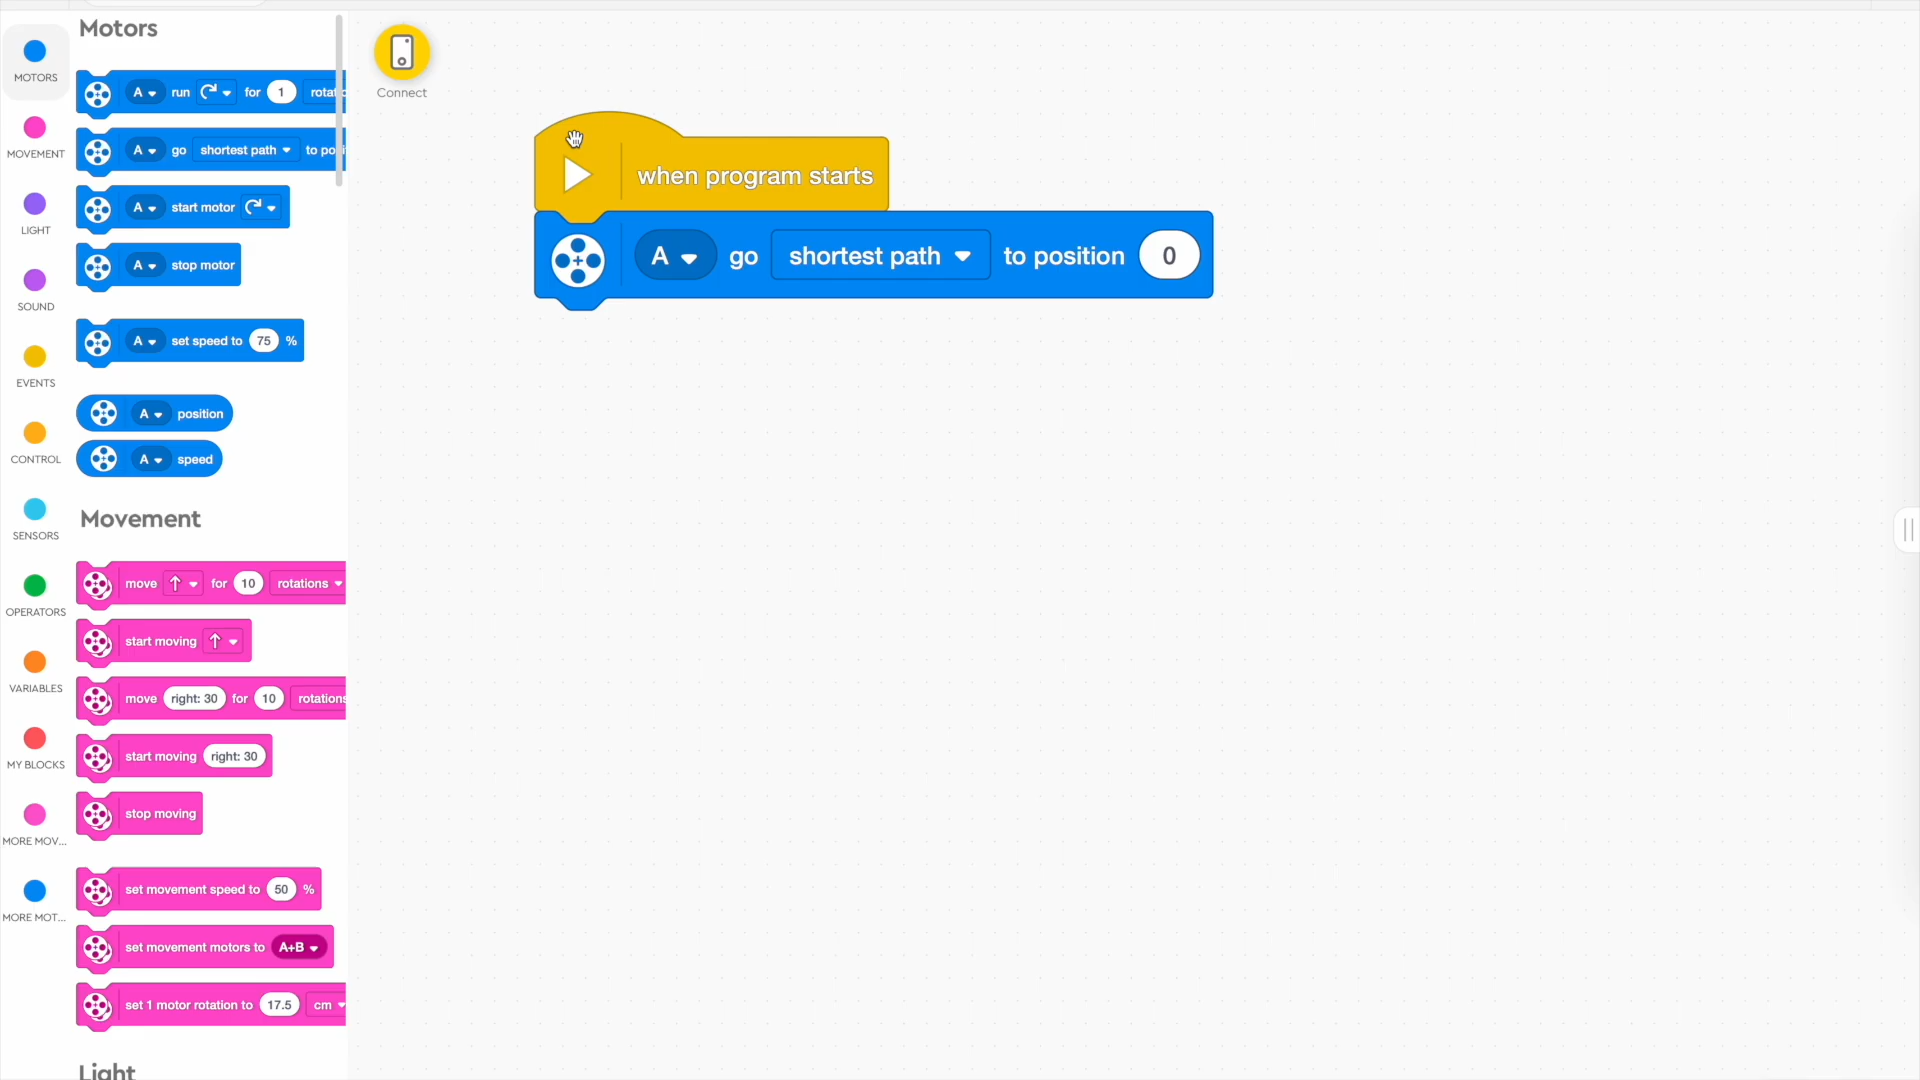 Motors
MOTORS
A run for 1 rotat
A go shortest path to posi
A start motor
A stop motor
A set speed to 75 %
A position
A speed
Movement
move for 10 rotations
start moving
move right: 30 for 10 rotations
start moving right: 30
stop moving
set movement speed to 50 %
set movement motors to A+B
set 1 motor rotation to 17.5 cm
Light
MOVEMENT
LIGHT
SOUND
EVENTS
CONTROL
SENSORS
OPERATORS
VARIABLES
MY BLOCKS
MORE MOV...
MORE MOT...
Connect
when program starts
A go shortest path to position 0